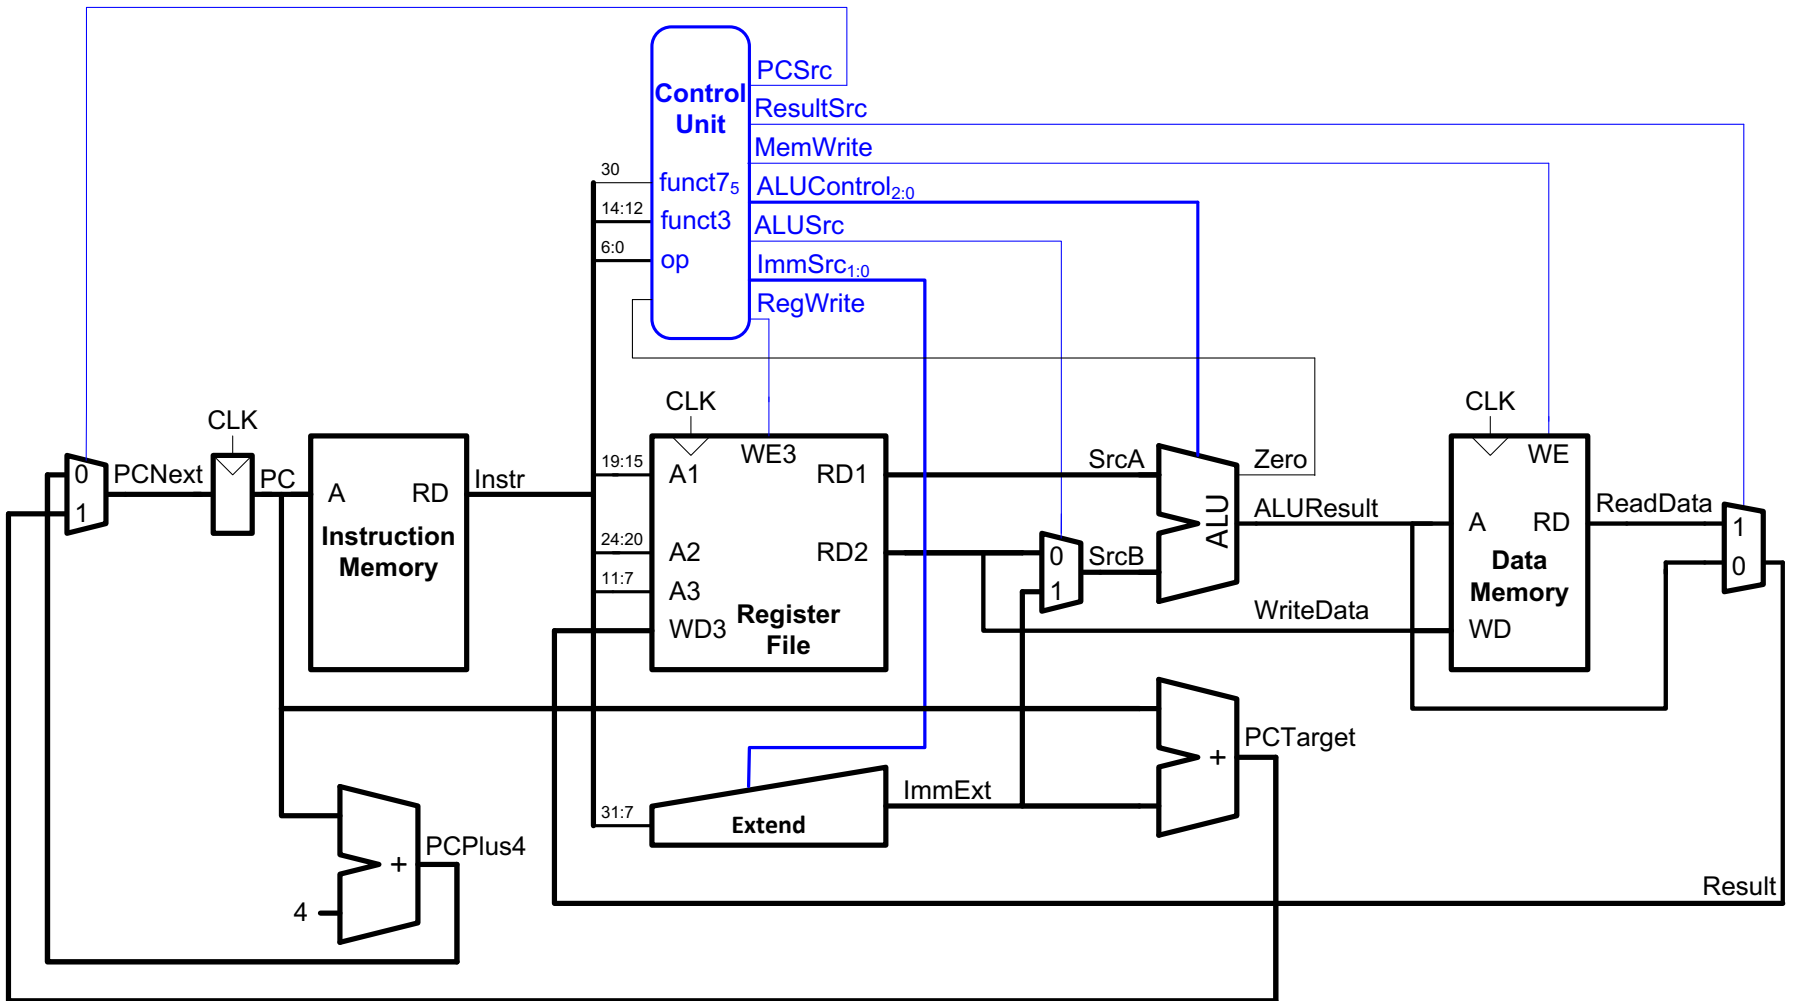 PCSrc
Control
Unit
ResultSrc
MemWrite
30
funct7₅
ALUControl₂:₀
14:12
funct3
ALUSrc
6:0
op
ImmSrc₁:₀
RegWrite
CLK
CLK
CLK
0
PCNext
PC
A
RD
Instr
19:15
A1
WE3
RD1
SrcA
Zero
WE
1
Instruction
Memory
ALU
ALUResult
A
RD
ReadData
1
24:20
A2
RD2
0
SrcB
Data
Memory
0
11:7
A3
1
WD3
Register
File
WriteData
WD
+
PCTarget
31:7
Extend
ImmExt
+
PCPlus4
4
Result